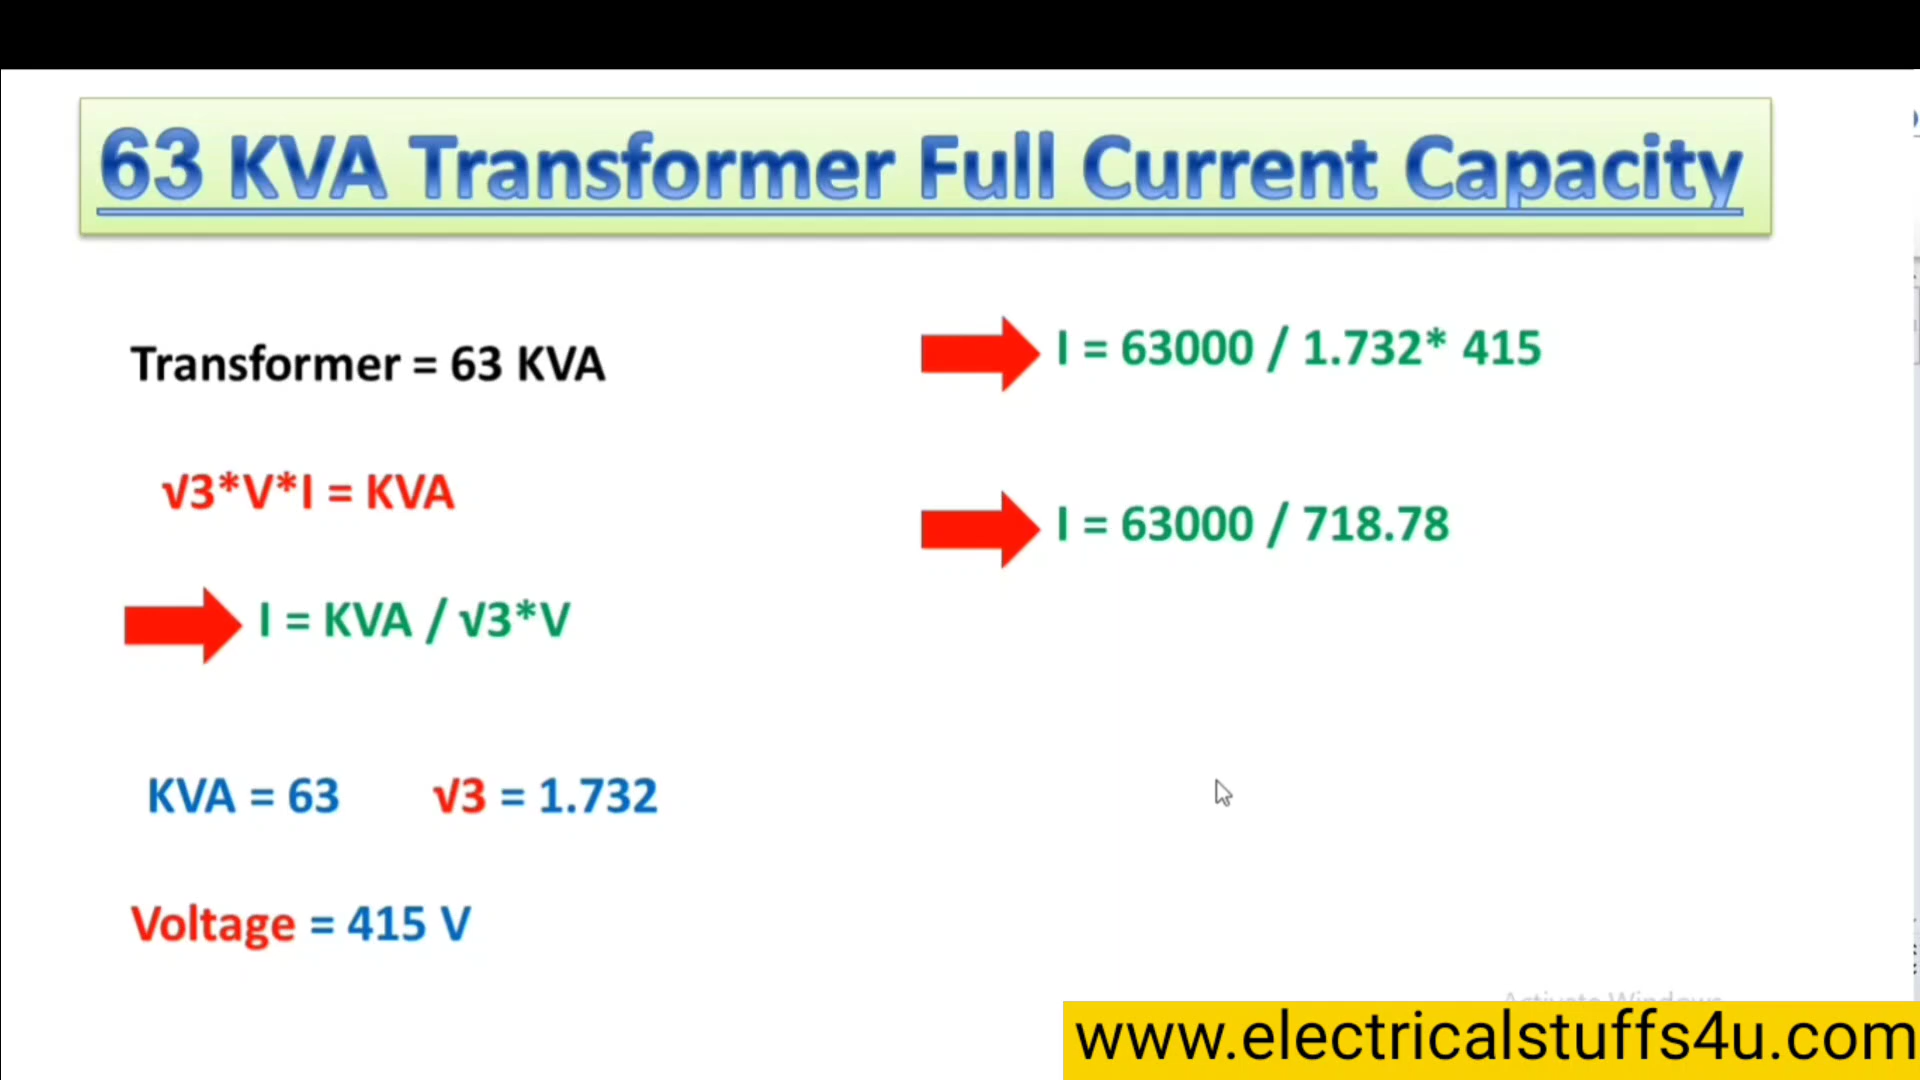 63 KVA Transformer Full Current Capacity
Transformer = 63 KVA
√3*V*I = KVA
I = KVA / √3*V
KVA = 63 √3 = 1.732
Voltage = 415 V
I = 63000 / 1.732* 415
I = 63000 / 718.78
www.electricalstuffs4u.com